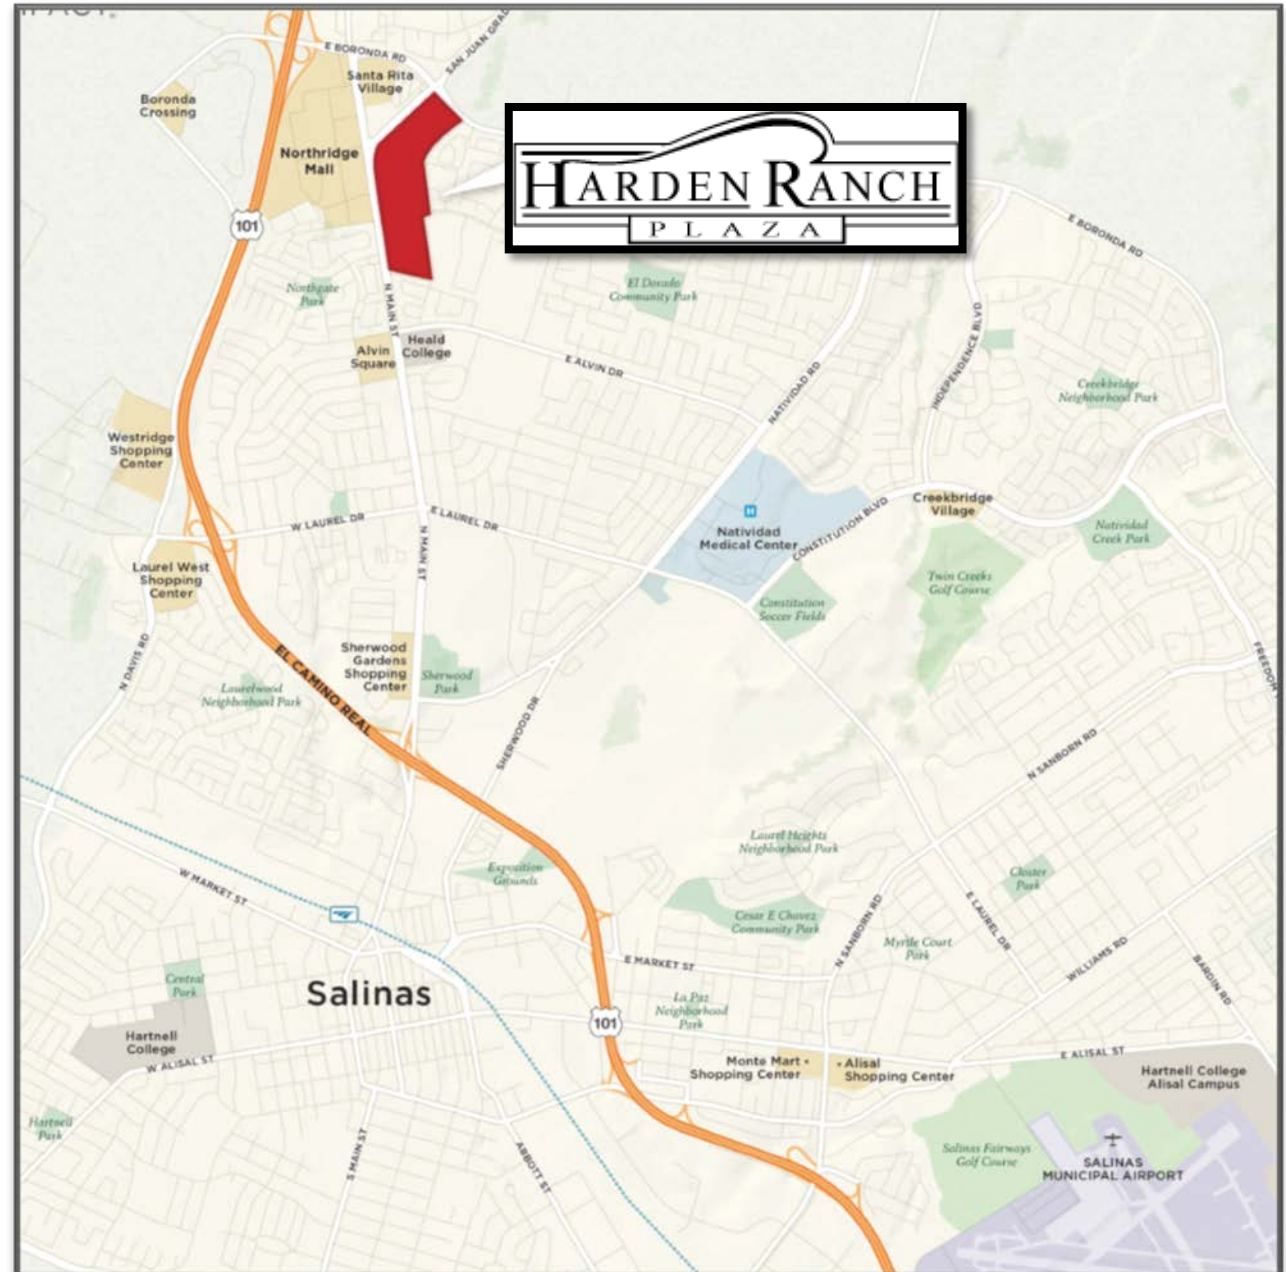 E BORONDA RD
SAN JUAN GRAD
Santa Rita
Village
Boronda
Crossing
Northridge
Mall
HARDEN RANCH
PLAZA
101
E BORONDA RD
Northgate
Park
El Dorado
Community Park
N MAIN ST
INDEPENDENCE BLVD
Heald
College
Alvin
Square
E ALVIN DR
NATIVIDAD RD
Creekbridge
Neighborhood Park
Westridge
Shopping
Center
W LAUREL DR
E LAUREL DR
N MAIN ST
Natividad
Medical Center
CONSTITUTION BLVD
Creekbridge
Village
Natividad
Creek Park
Laurel West
Shopping
Center
Twin Creeks
Golf Course
Constitution
Soccer Fields
N DAVIS RD
Sherwood
Gardens
Shopping
Center
Sherwood
Park
EL CAMINO REAL
Laurelwood
Neighborhood Park
SHERWOOD DR
FREEDOM
N SANBORN RD
Laurel Heights
Neighborhood Park
W MARKET ST
Exposition
Grounds
Closter
Park
Cesar E Chavez
Community Park
N SANBORN RD
E LAUREL DR
Myrtle Court
Park
WILLIAMS RD
BARDIN RD
E MARKET ST
Central
Park
Salinas
La Paz
Neighborhood
Park
101
Hartnell
College
W ALISAL ST
Monte Mart
Shopping Center
Alisal
Shopping Center
E ALISAL ST
Hartnell College
Alisal Campus
Hartnell
Park
S MAIN ST
ABBOTT ST
Salinas Fairways
Golf Course
SALINAS
MUNICIPAL AIRPORT
H